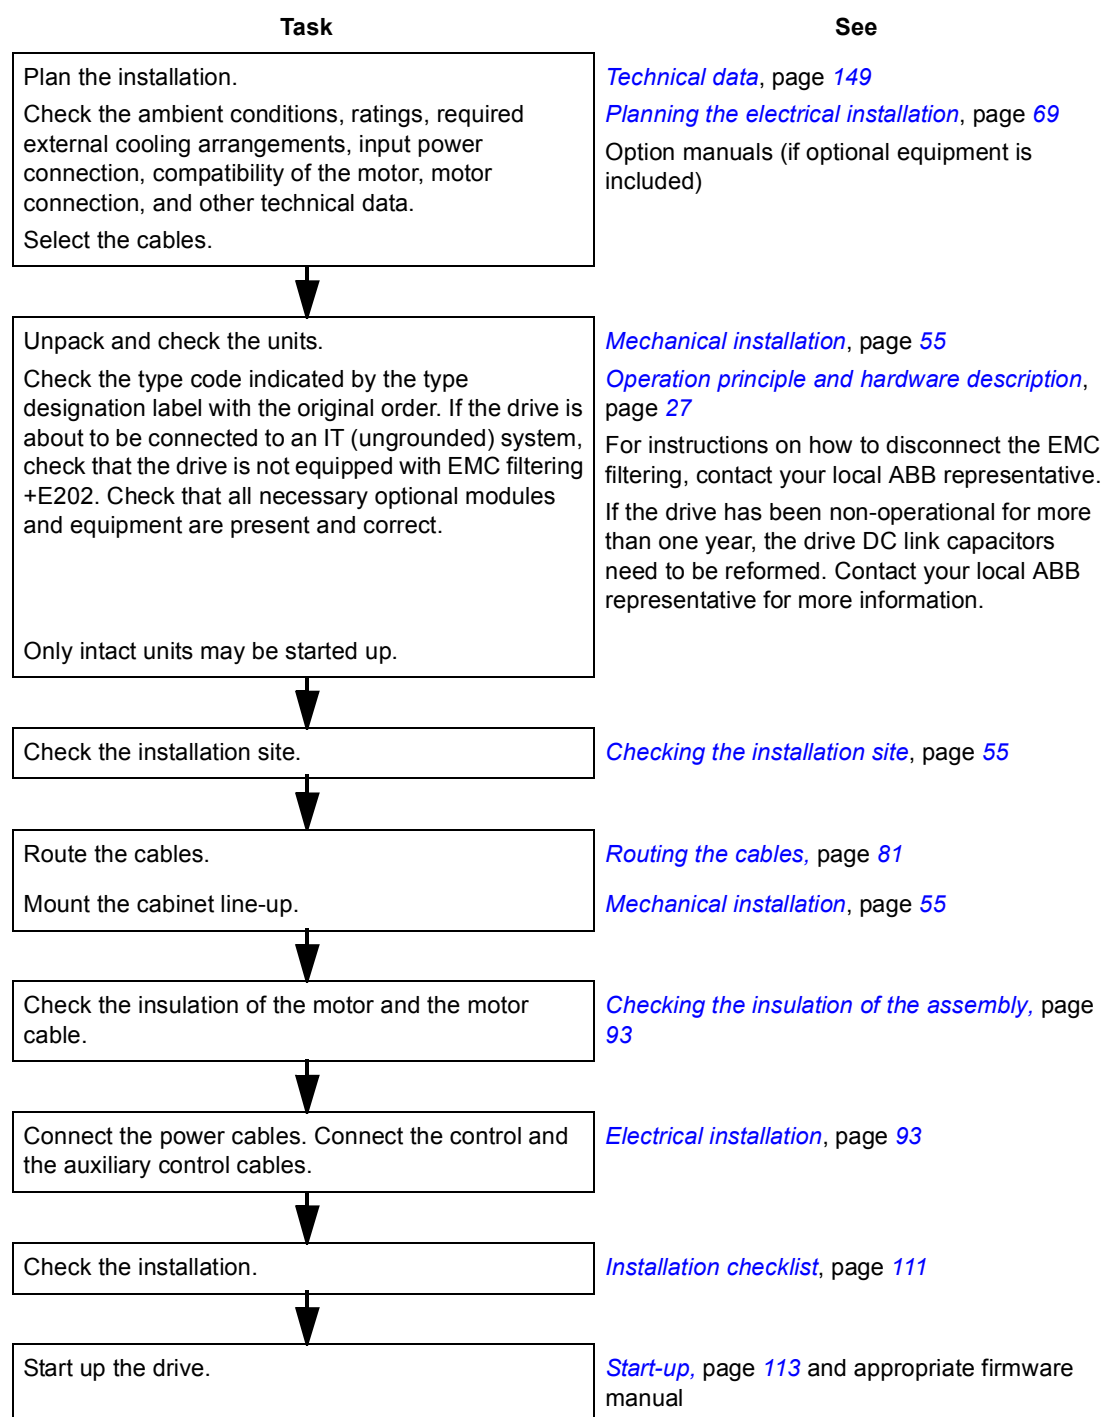 Task
See
Plan the installation.
Check the ambient conditions, ratings, required
external cooling arrangements, input power
connection, compatibility of the motor, motor
connection, and other technical data.
Select the cables.
Technical data, page 149
Planning the electrical installation, page 69
Option manuals (if optional equipment is
included)
Unpack and check the units.
Check the type code indicated by the type
designation label with the original order. If the drive is
about to be connected to an IT (ungrounded) system,
check that the drive is not equipped with EMC filtering
+E202. Check that all necessary optional modules
and equipment are present and correct.
Only intact units may be started up.
Mechanical installation, page 55
Operation principle and hardware description,
page 27
For instructions on how to disconnect the EMC
filtering, contact your local ABB representative.
If the drive has been non-operational for more
than one year, the drive DC link capacitors
need to be reformed. Contact your local ABB
representative for more information.
Check the installation site.
Checking the installation site, page 55
Route the cables.
Routing the cables, page 81
Mount the cabinet line-up.
Mechanical installation, page 55
Check the insulation of the motor and the motor
cable.
Checking the insulation of the assembly, page
93
Connect the power cables. Connect the control and
the auxiliary control cables.
Electrical installation, page 93
Check the installation.
Installation checklist, page 111
Start up the drive.
Start-up, page 113 and appropriate firmware
manual